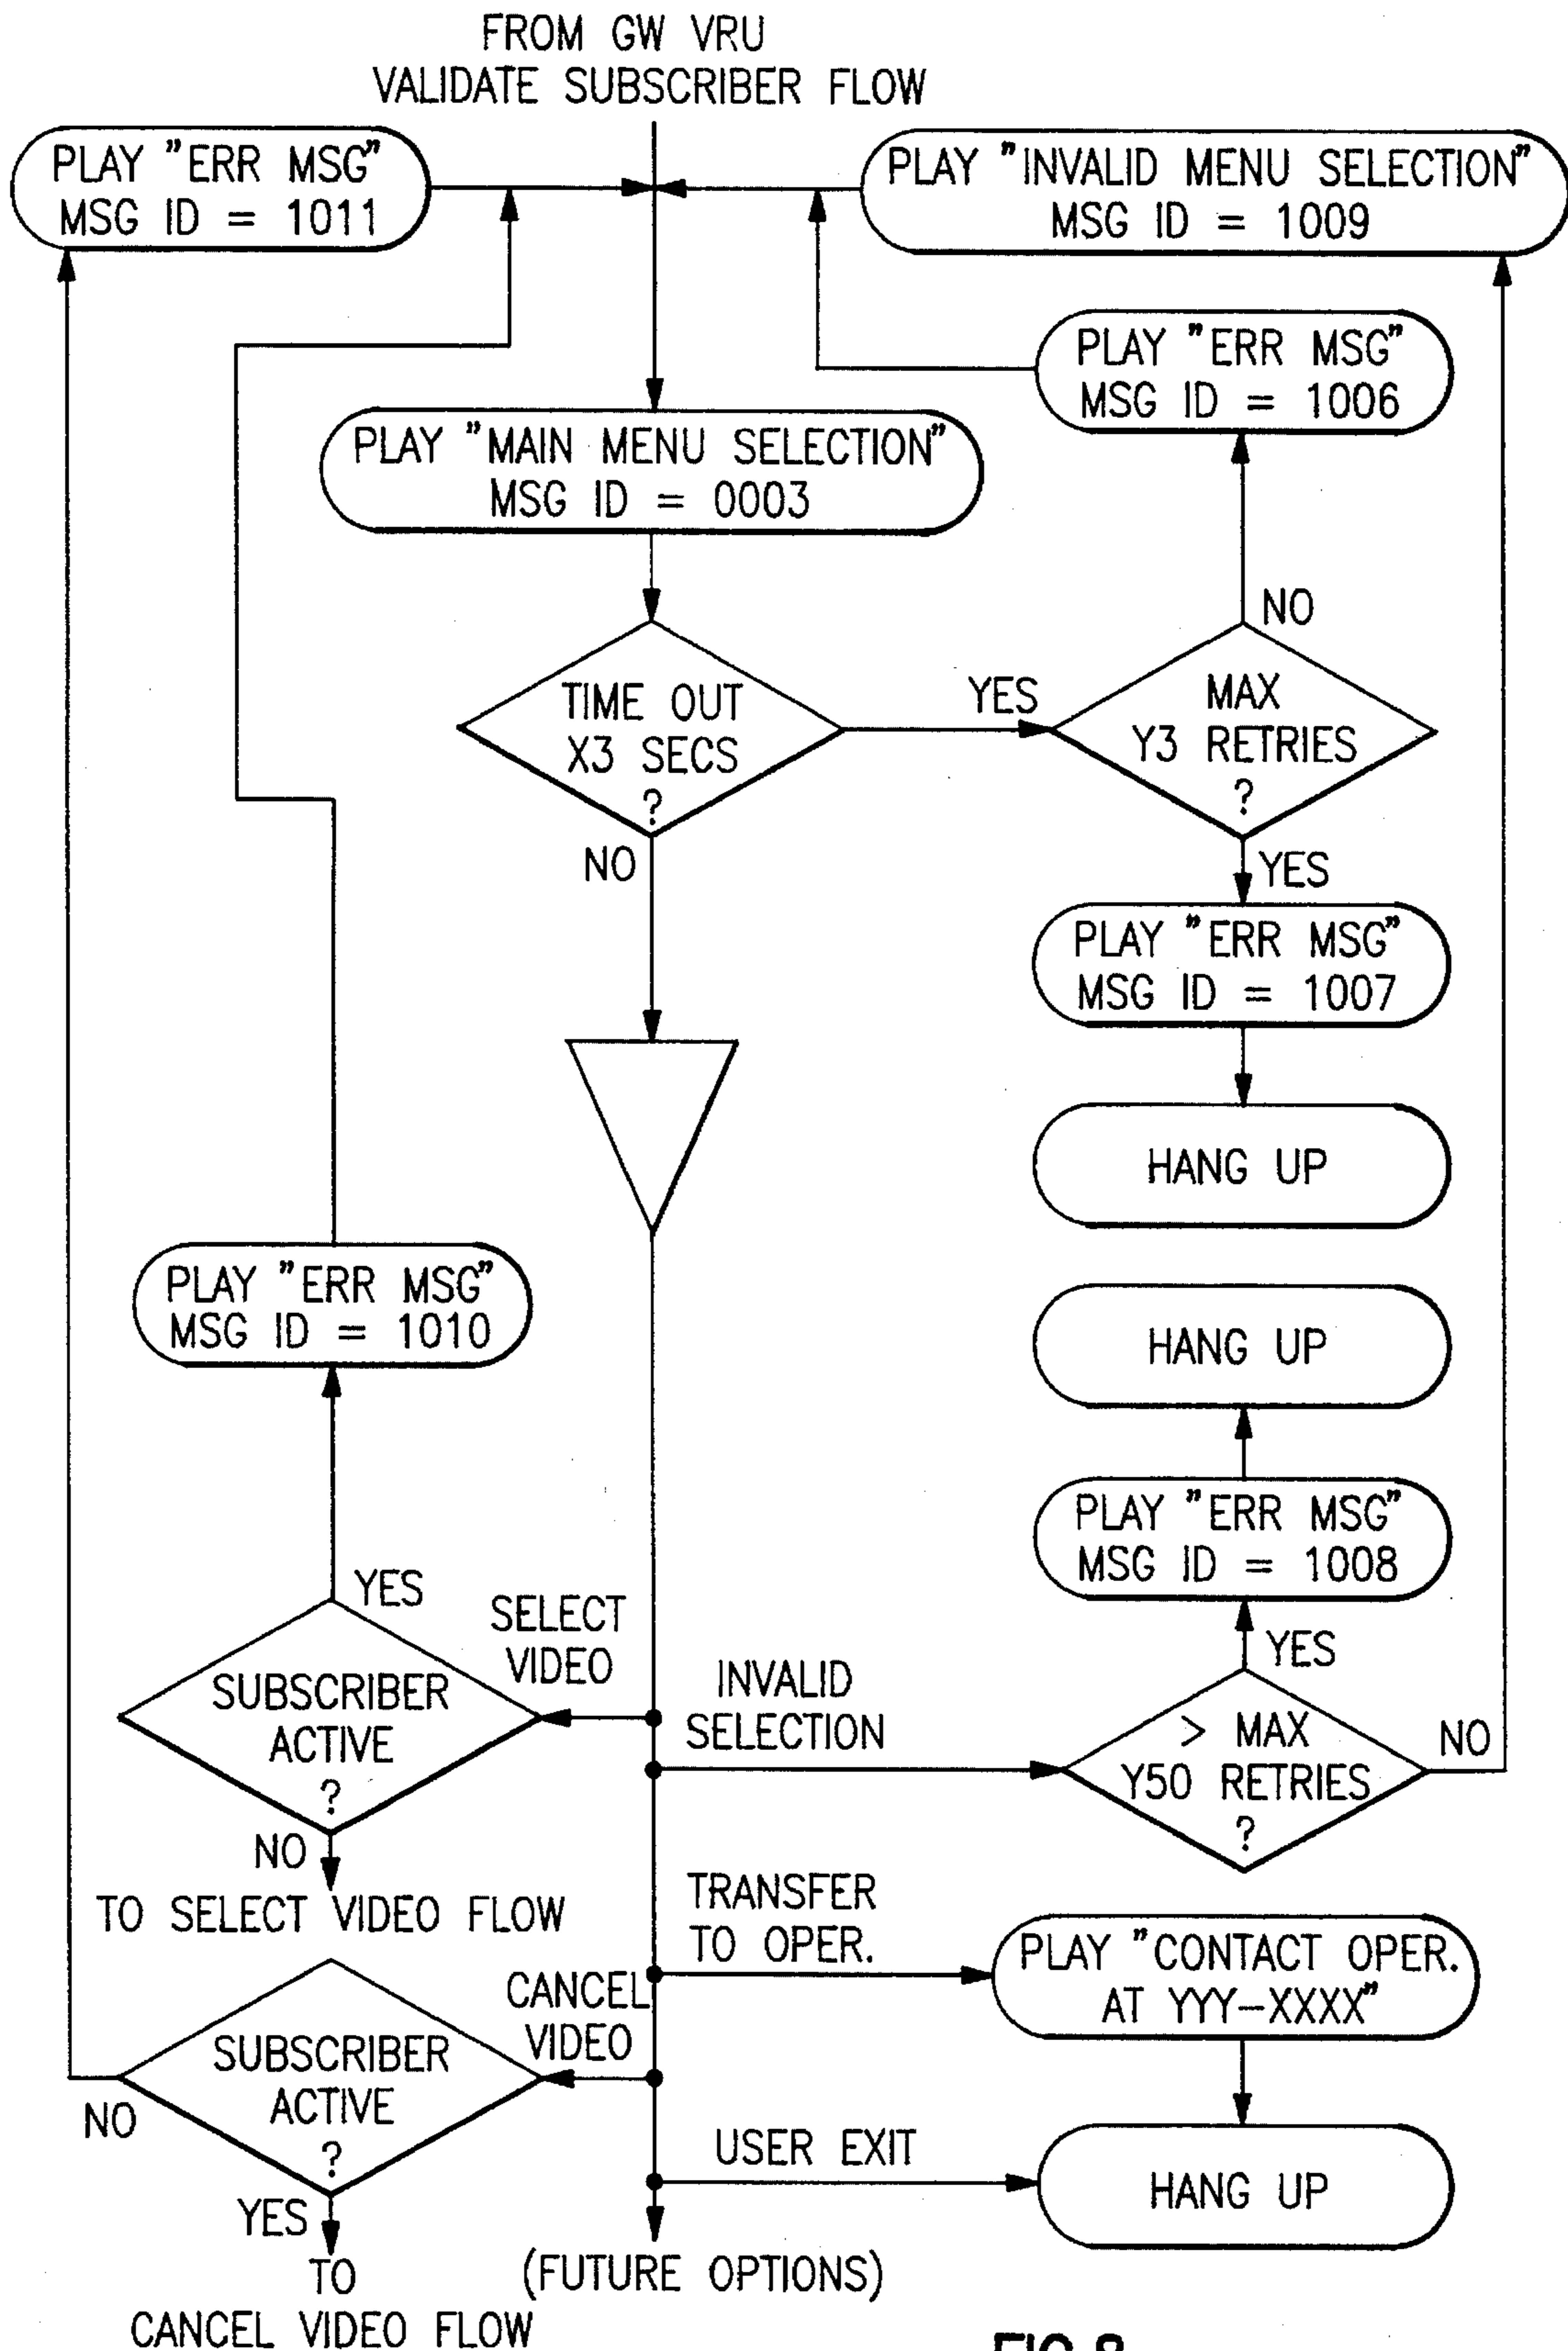 FROM GW VRU
VALIDATE SUBSCRIBER FLOW
PLAY "ERR MSG"
MSG ID = 1011
PLAY "INVALID MENU SELECTION"
MSG ID = 1009
PLAY "ERR MSG"
MSG ID = 1006
PLAY "MAIN MENU SELECTION"
MSG ID = 0003
NO
TIME OUT
X3 SECS
?
YES
MAX
Y3 RETRIES
?
NO
YES
PLAY "ERR MSG"
MSG ID = 1007
HANG UP
PLAY "ERR MSG"
MSG ID = 1010
HANG UP
PLAY "ERR MSG"
MSG ID = 1008
YES
SELECT
VIDEO
SUBSCRIBER
ACTIVE
?
INVALID
SELECTION
YES
> MAX
Y50 RETRIES
?
NO
NO
TO SELECT VIDEO FLOW
TRANSFER
TO OPER.
PLAY "CONTACT OPER.
AT YYY-XXXX"
CANCEL
VIDEO
SUBSCRIBER
ACTIVE
?
NO
USER EXIT
HANG UP
YES
TO
CANCEL VIDEO FLOW
(FUTURE OPTIONS)
FIG.8